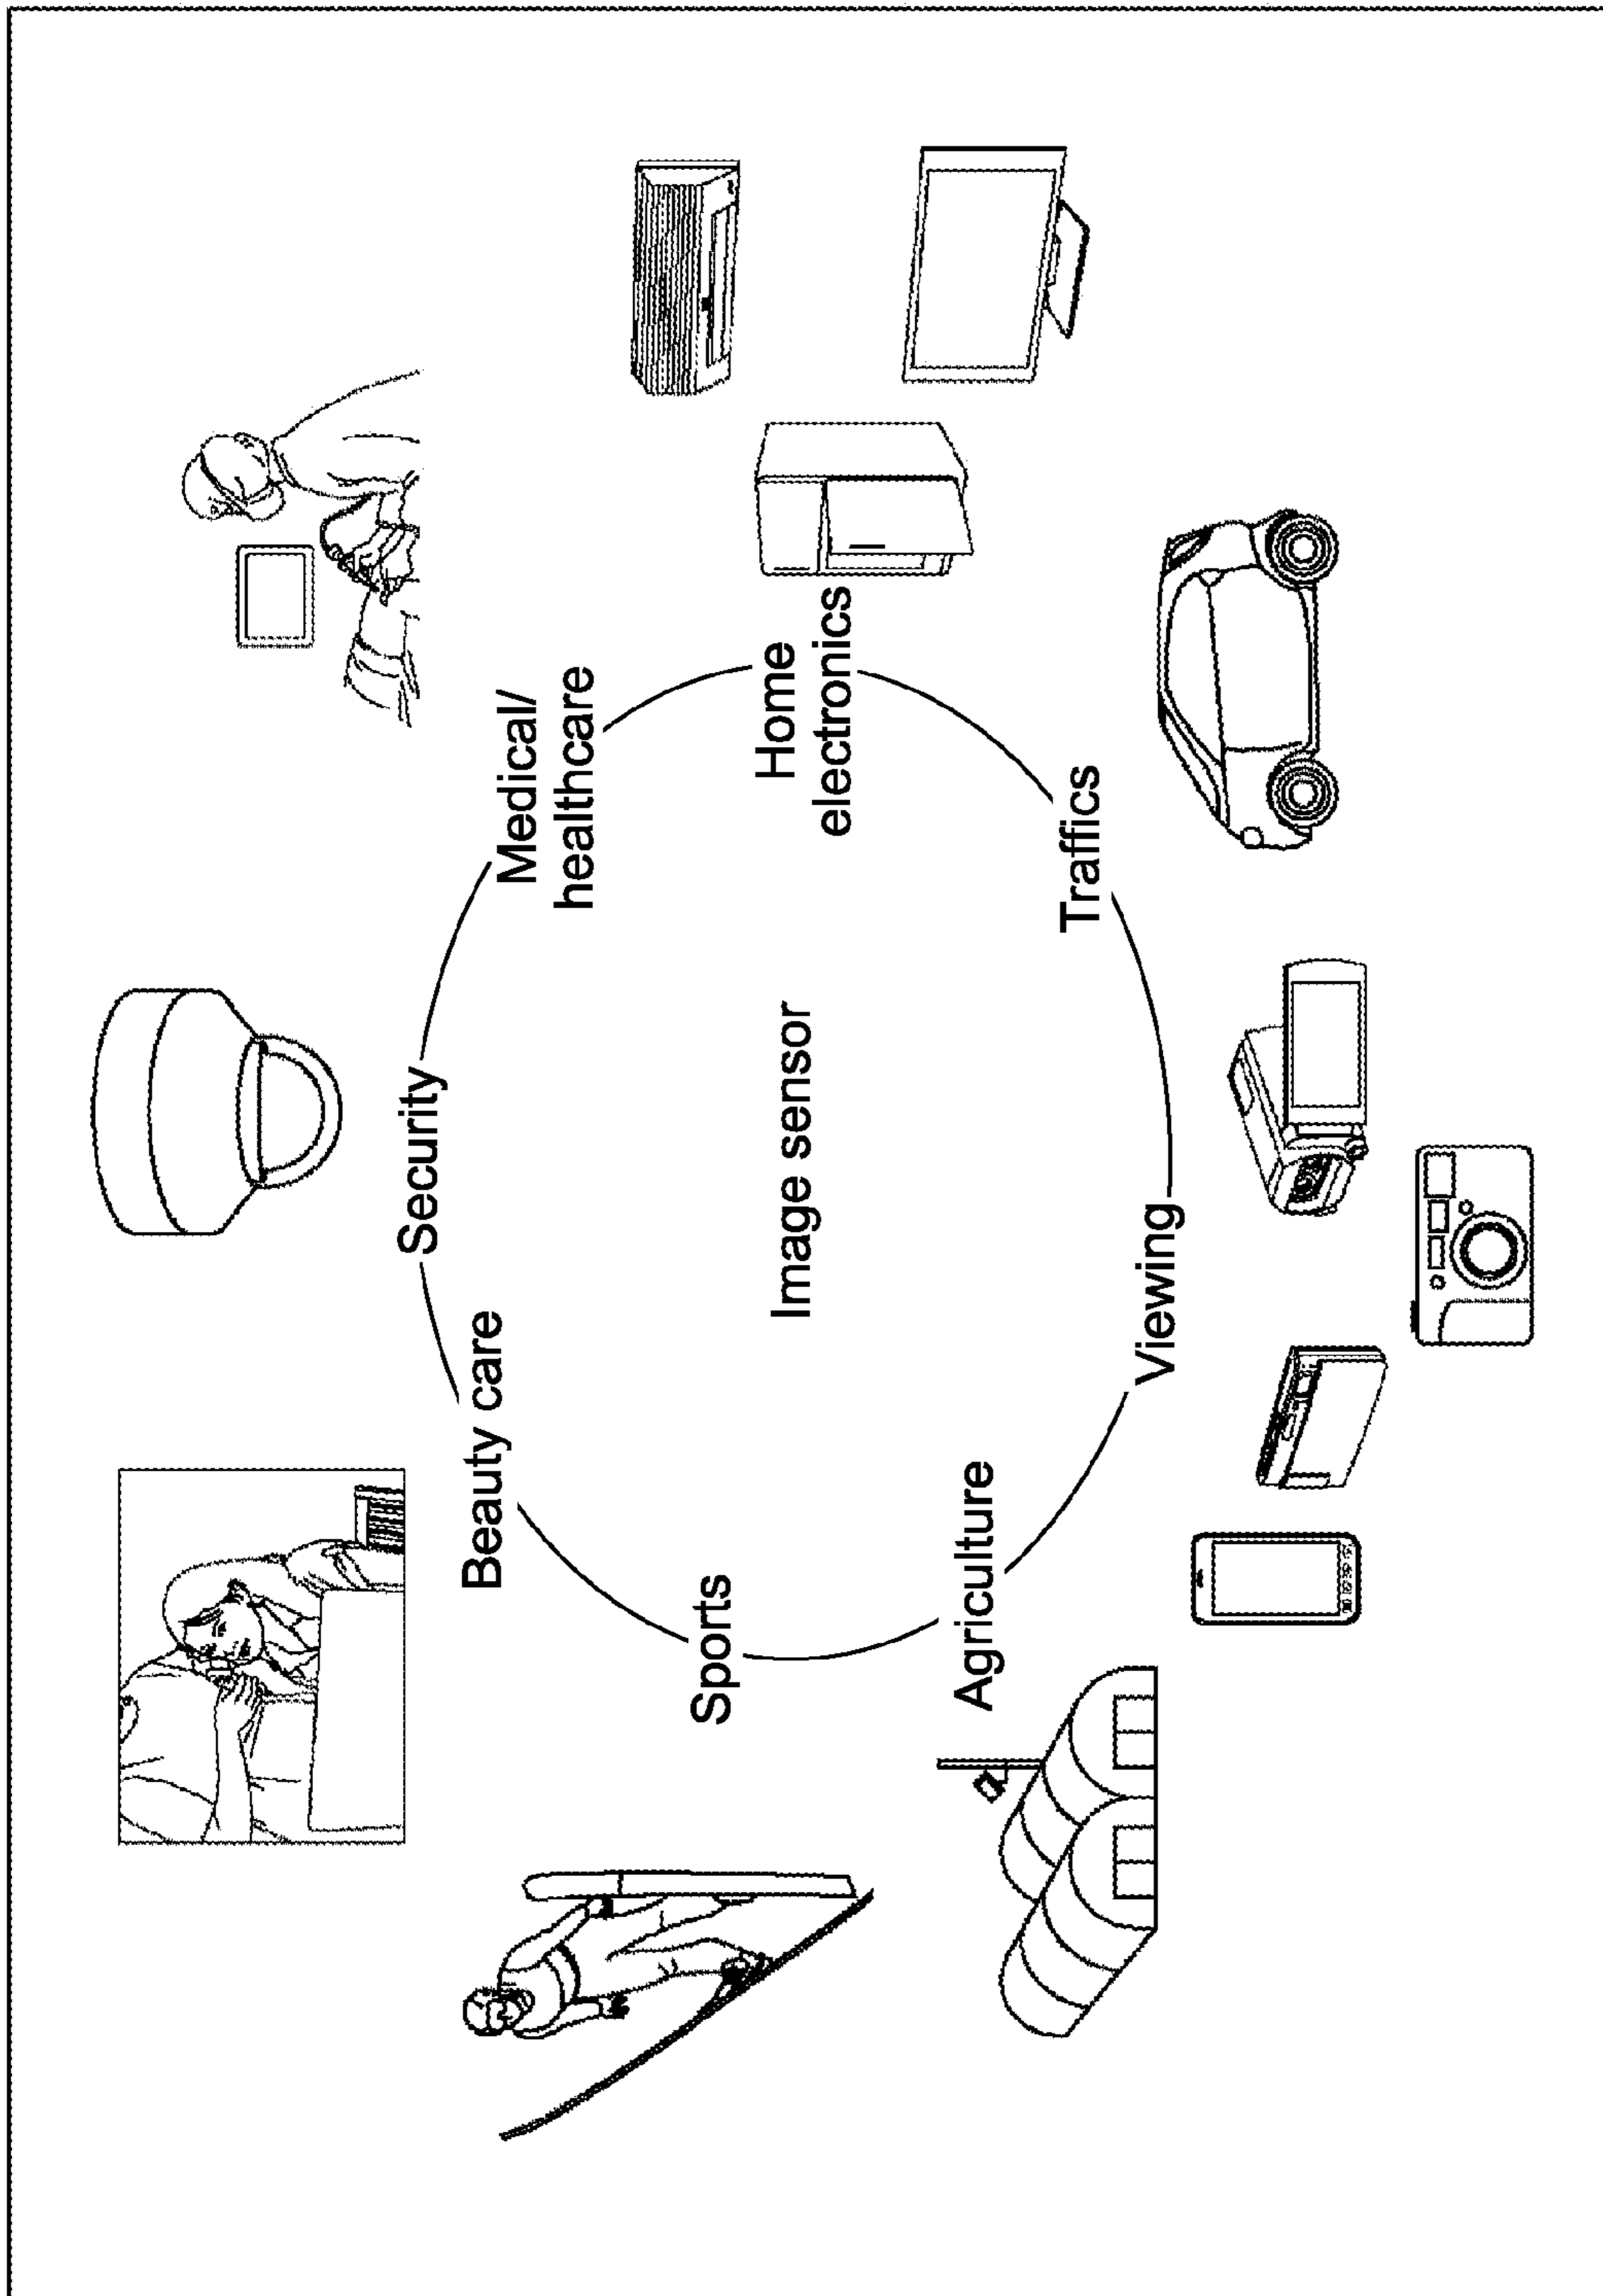 Beauty care
Security
Medical/
healthcare
Sports
Image sensor
Home
electronics
Agriculture
Viewing
Traffics